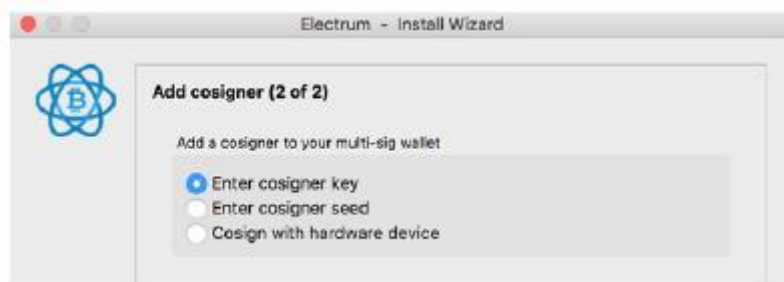 Electrum - Install Wizard
Add cosigner (2 of 2)
Add a cosigner to your multi-sig wallet
Enter cosigner key
Enter cosigner seed
Cosign with hardware device